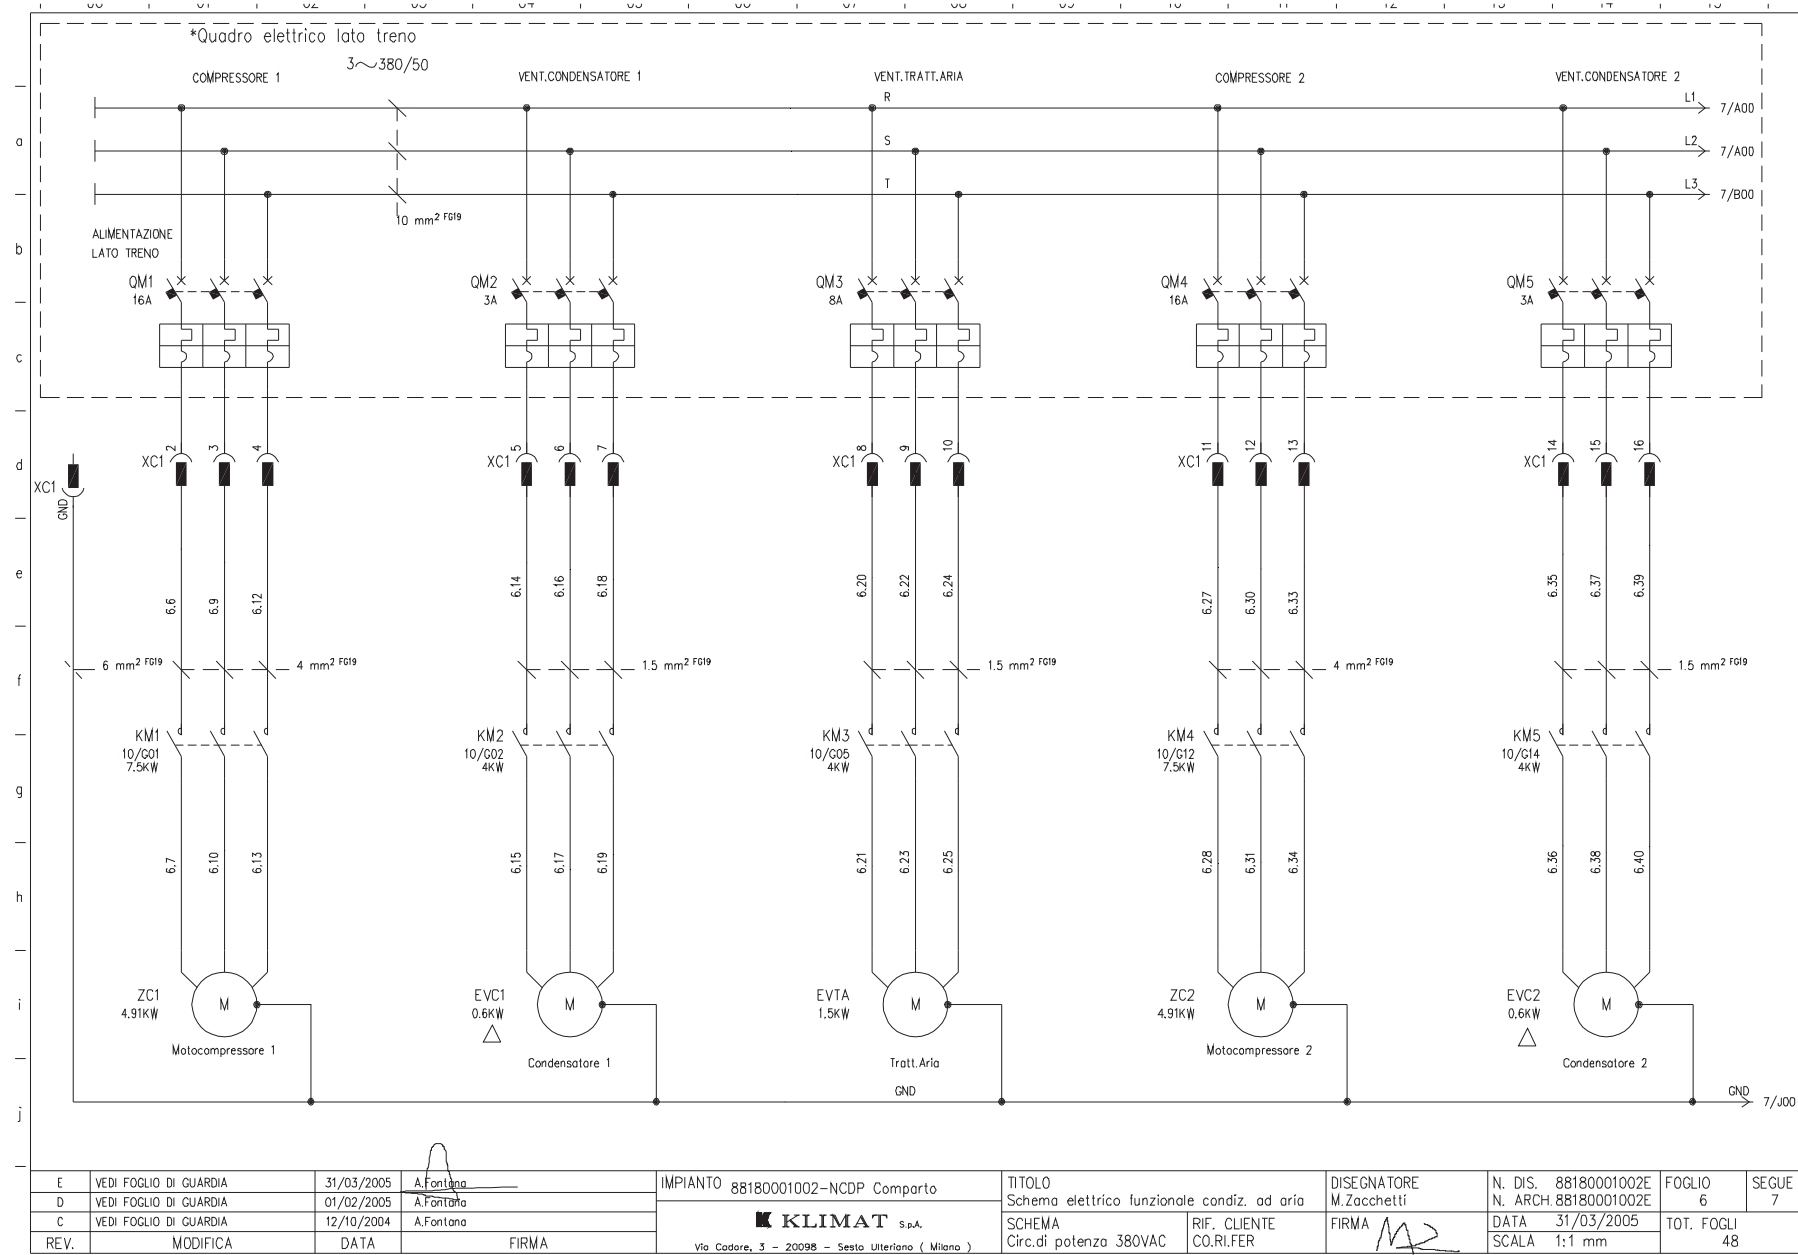 *Quadro elettrico lato treno
3~380/50
COMPRESSORE 1
VENT.CONDENSATORE 1
VENT.TRATT.ARIA
COMPRESSORE 2
VENT.CONDENSATORE 2
R
L1
7/A00
a
S
L2
7/A00
T
L3
7/B00
10 mm² FG19
ALIMENTAZIONE
LATO TRENO
b
QM1
16A
QM2
3A
QM3
8A
QM4
16A
QM5
3A
c
d
XC1
GND
XC1 2 3 4
XC1 5 6 7
XC1 8 9 10
XC1 11 12 13
XC1 14 15 16
e
6.6 6.9 6.12
6.14 6.16 6.18
6.20 6.22 6.24
6.27 6.30 6.33
6.35 6.37 6.39
f
6 mm² FG19
4 mm² FG19
1.5 mm² FG19
1.5 mm² FG19
4 mm² FG19
1.5 mm² FG19
KM1
10/G01
7.5KW
KM2
10/G02
4KW
KM3
10/G05
4KW
KM4
10/G12
7.5KW
KM5
10/G14
4KW
g
h
6.7 6.10 6.13
6.15 6.17 6.19
6.21 6.23 6.25
6.28 6.31 6.34
6.36 6.38 6.40
i
ZC1
4.91KW
M
Motocompressore 1
EVC1
0.6KW
M
Condensatore 1
EVTA
1.5KW
M
Tratt.Aria
ZC2
4.91KW
M
Motocompressore 2
EVC2
0.6KW
M
Condensatore 2
j
GND
GND
7/J00
E VEDI FOGLIO DI GUARDIA 31/03/2005 A.Fontana
D VEDI FOGLIO DI GUARDIA 01/02/2005 A.Fontana
C VEDI FOGLIO DI GUARDIA 12/10/2004 A.Fontana
REV. MODIFICA DATA FIRMA
IMPIANTO 88180001002-NCDP Comparto
KLIMAT S.p.A.
Via Cadore, 3 - 20098 - Sesto Ulteriano ( Milano )
TITOLO
Schema elettrico funzionale condiz. ad aria
SCHEMA
Circ.di potenza 380VAC
RIF. CLIENTE
CO.RI.FER
DISEGNATORE
M.Zacchetti
FIRMA
N. DIS. 88180001002E
N. ARCH. 88180001002E
DATA 31/03/2005
SCALA 1:1 mm
FOGLIO
6
SEGUE
7
TOT. FOGLI
48